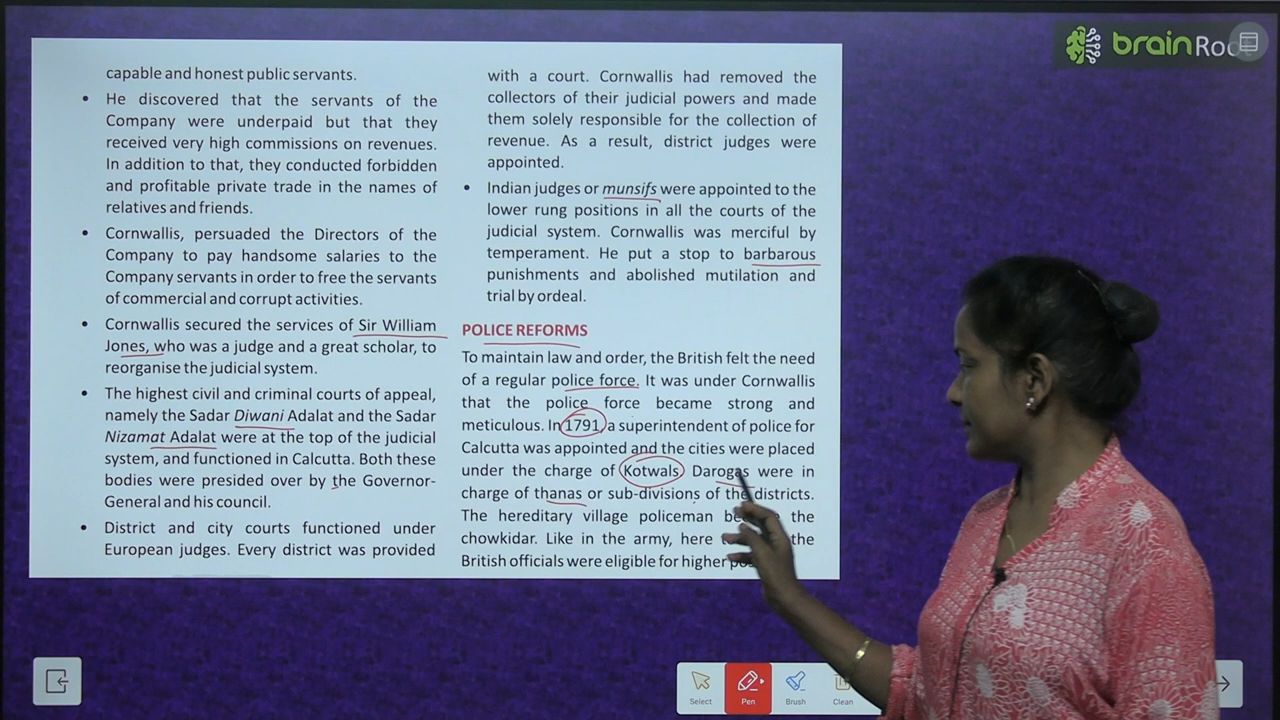 capable and honest public servants.
• He discovered that the servants of the
Company were underpaid but that they
received very high commissions on revenues.
In addition to that, they conducted forbidden
and profitable private trade in the names of
relatives and friends.
• Cornwallis, persuaded the Directors of the
Company to pay handsome salaries to the
Company servants in order to free the servants
of commercial and corrupt activities.
• Cornwallis secured the services of Sir William
Jones, who was a judge and a great scholar, to
reorganise the judicial system.
• The highest civil and criminal courts of appeal,
namely the Sadar Diwani Adalat and the Sadar
Nizamat Adalat were at the top of the judicial
system, and functioned in Calcutta. Both these
bodies were presided over by the Governor-
General and his council.
• District and city courts functioned under
European judges. Every district was provided
with a court. Cornwallis had removed the
collectors of their judicial powers and made
them solely responsible for the collection of
revenue. As a result, district judges were
appointed.
• Indian judges or munsifs were appointed to the
lower rung positions in all the courts of the
judicial system. Cornwallis was merciful by
temperament. He put a stop to barbarous
punishments and abolished mutilation and
trial by ordeal.
POLICE REFORMS
To maintain law and order, the British felt the need
of a regular police force. It was under Cornwallis
that the police force became strong and
meticulous. In 1791, a superintendent of police for
Calcutta was appointed and the cities were placed
under the charge of Kotwals Darogas were in
charge of thanas or sub-divisions of the districts.
The hereditary village policeman the
chowkidar. Like in the army, here the
British officials were eligible for higher
brain
Select
Pen
Brush
Clean